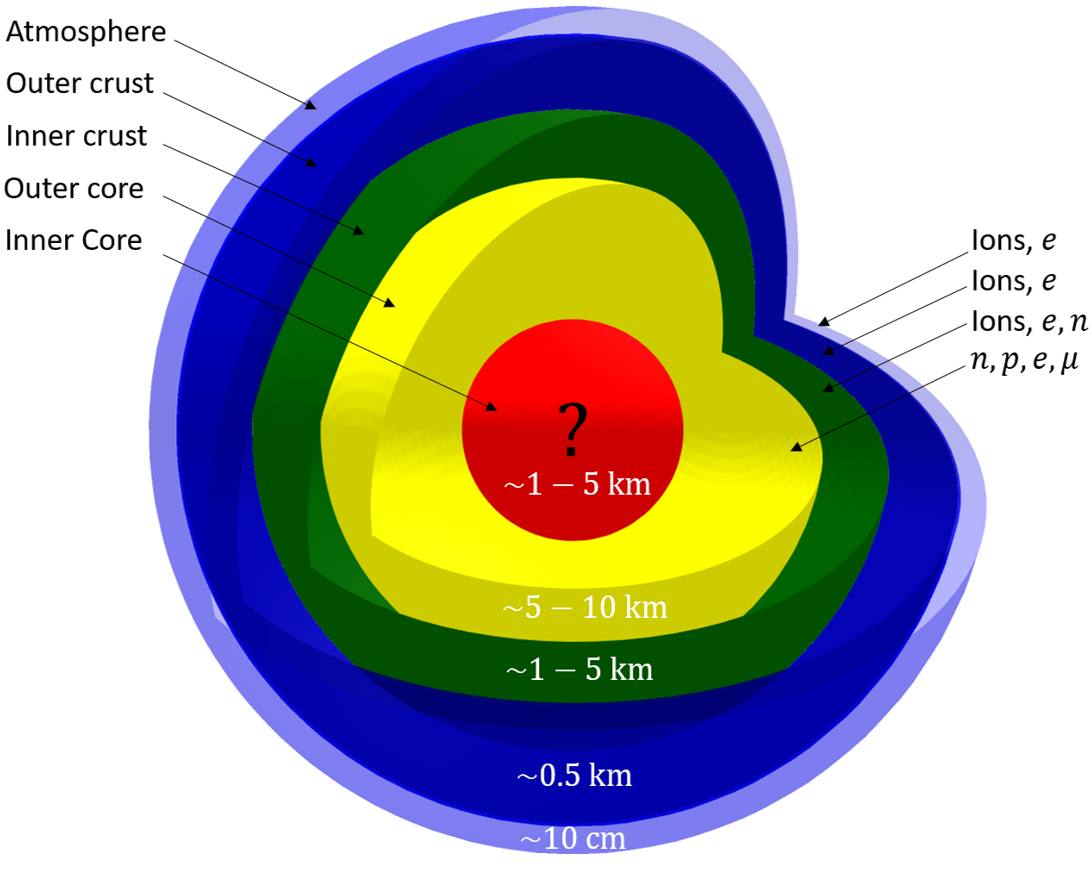 Atmosphere
Outer crust
Inner crust
Outer core
Inner Core
Ions, e
Ions, e
Ions, e, n
n, p, e, μ
?
~1 − 5 km
~5 − 10 km
~1 − 5 km
~0.5 km
~10 cm